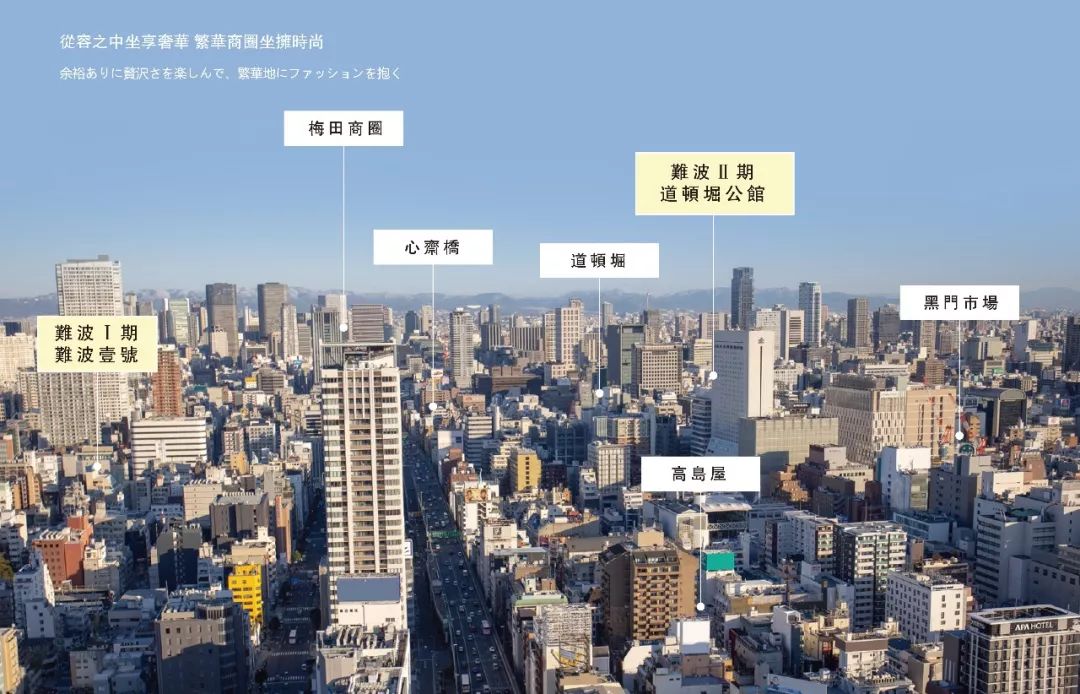 從容之中坐享奢華 繁華商圈坐擁時尚
余裕ありに贅沢さを楽しんで、繁華地にファッションを抱く
梅田商圈
難波Ⅱ期
道頓堀公館
心齋橋
道頓堀
黑門市場
難波Ⅰ期
難波壹號
高島屋
APA HOTEL